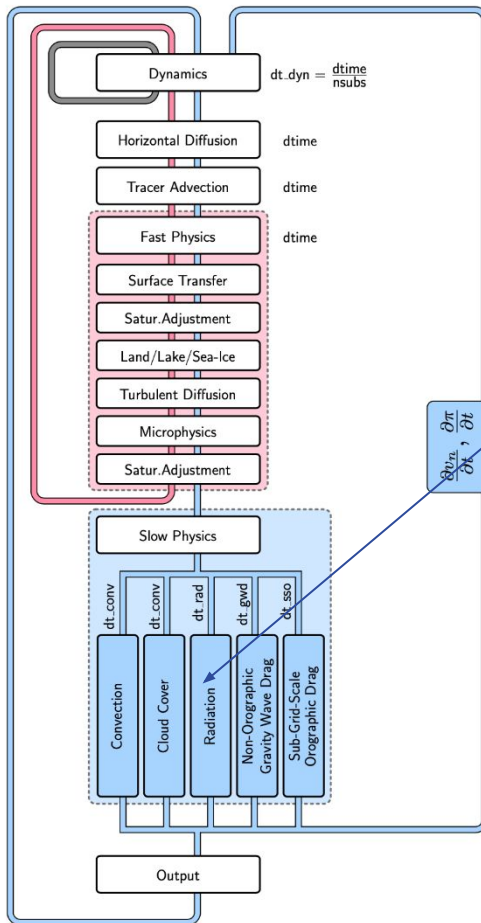 Dynamics
dt_dyn = dtime/nsubs
Horizontal Diffusion
dtime
Tracer Advection
dtime
Fast Physics
dtime
Surface Transfer
Satur.Adjustment
Land/Lake/Sea-Ice
Turbulent Diffusion
Microphysics
Satur.Adjustment
∂vₙ/∂t , ∂π/∂t
Slow Physics
dt_conv
dt_conv
dt_rad
dt_gwd
dt_sso
Convection
Cloud Cover
Radiation
Non-Orographic
Gravity Wave Drag
Sub-Grid-Scale
Orographic Drag
Output